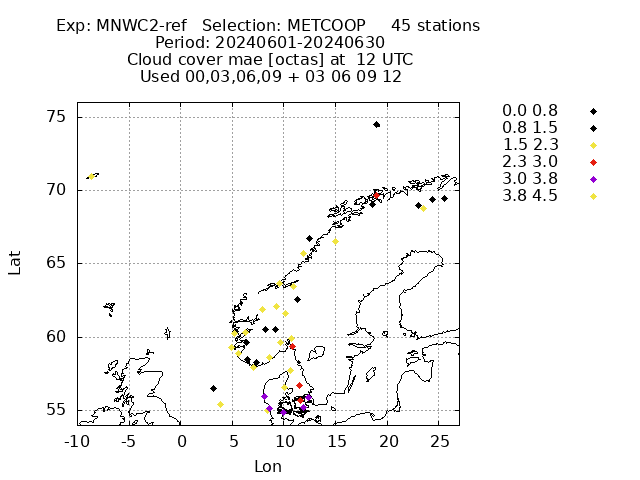 Exp: MNWC2-ref   Selection: METCOOP     45 stations
Period: 20240601-20240630
Cloud cover mae [octas] at  12 UTC
Used 00,03,06,09 + 03 06 09 12
0.0 0.8
0.8 1.5
1.5 2.3
2.3 3.0
3.0 3.8
3.8 4.5
75
70
65
60
55
Lat
-10 -5 0 5 10 15 20 25
Lon